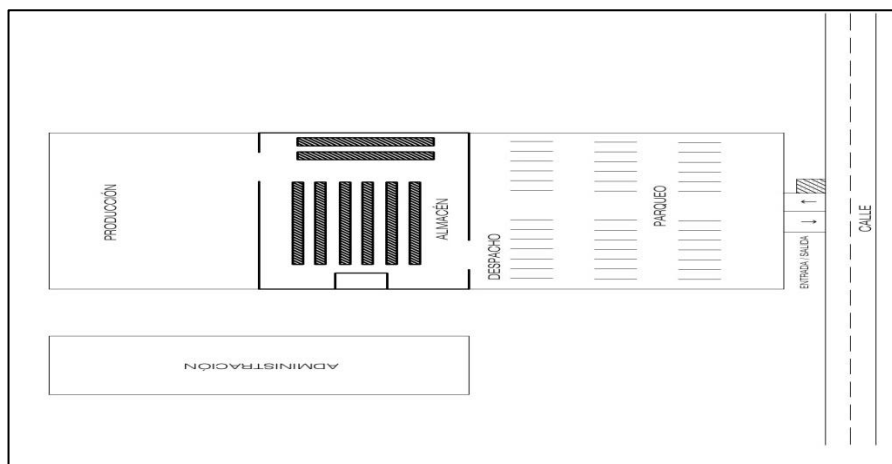 PRODUCCIÓN
ALMACÉN
DESPACHO
PARQUEO
ENTRADA / SALIDA
CALLE
ADMINISTRACIÓN